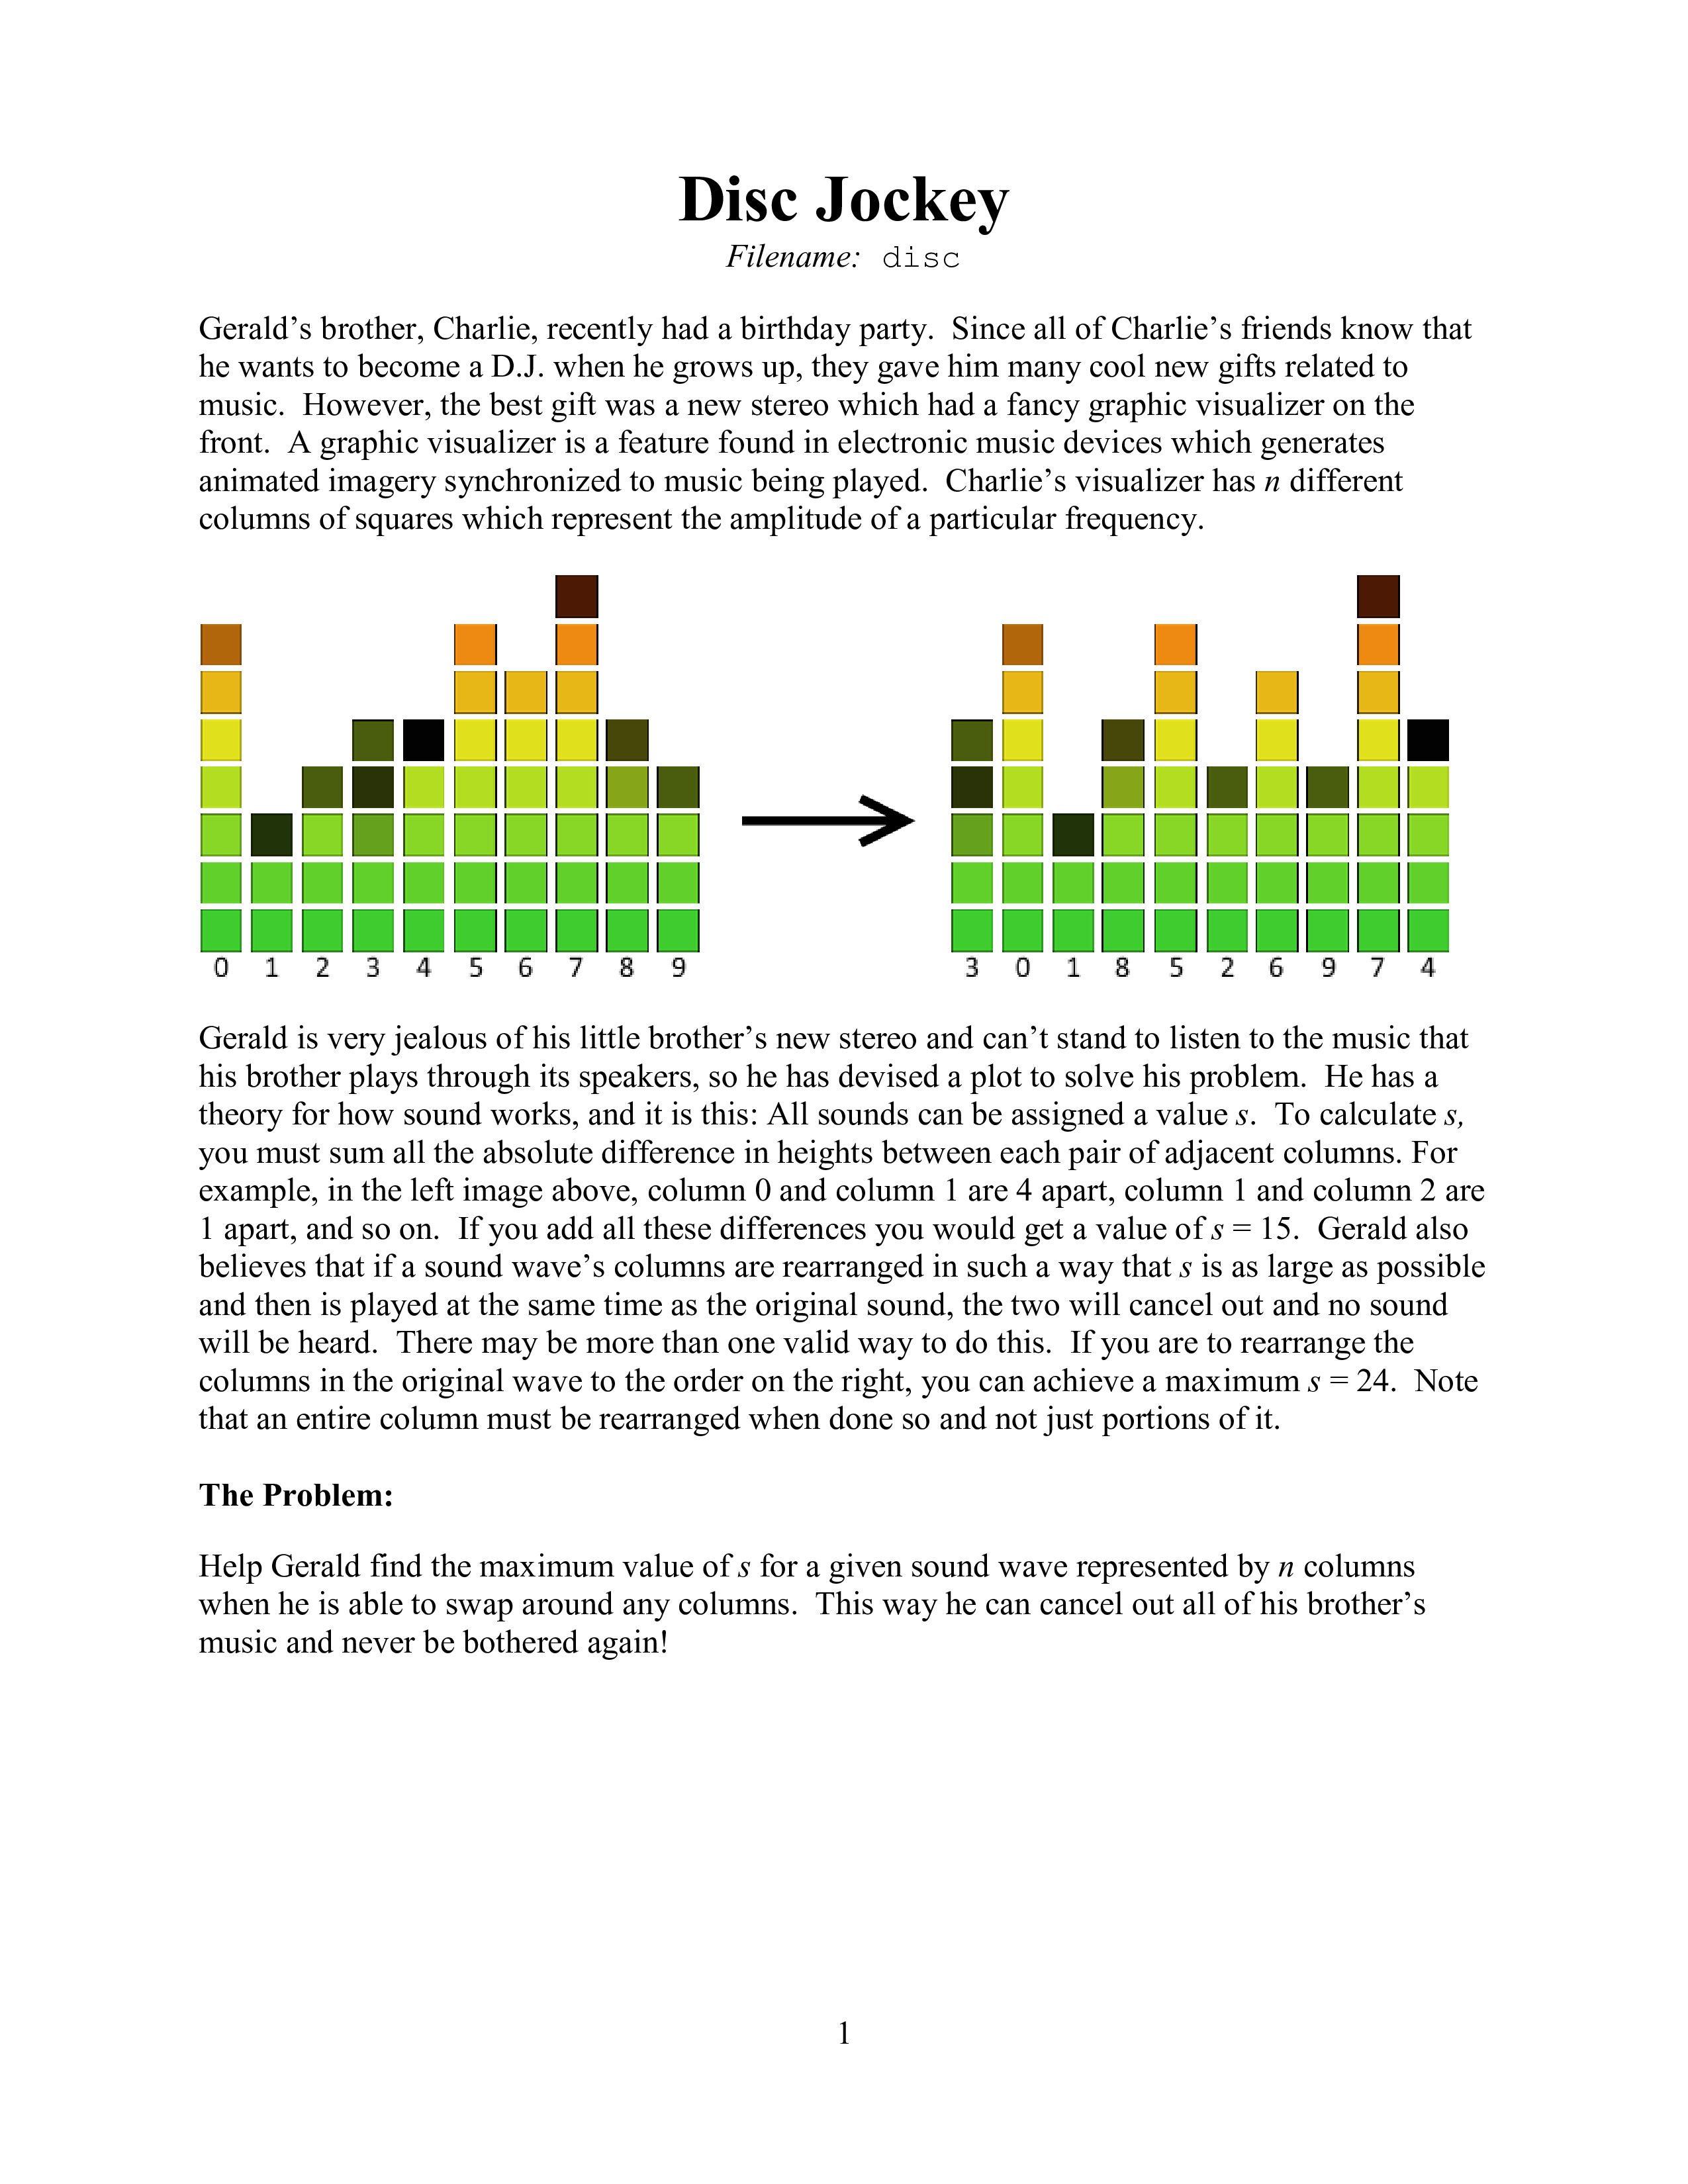 Disc Jockey
Filename: disc
Gerald’s brother, Charlie, recently had a birthday party.  Since all of Charlie’s friends know that
he wants to become a D.J. when he grows up, they gave him many cool new gifts related to
music.  However, the best gift was a new stereo which had a fancy graphic visualizer on the
front.  A graphic visualizer is a feature found in electronic music devices which generates
animated imagery synchronized to music being played.  Charlie’s visualizer has n different
columns of squares which represent the amplitude of a particular frequency.
0 1 2 3 4 5 6 7 8 9
3 0 1 8 5 2 6 9 7 4
Gerald is very jealous of his little brother’s new stereo and can’t stand to listen to the music that
his brother plays through its speakers, so he has devised a plot to solve his problem.  He has a
theory for how sound works, and it is this: All sounds can be assigned a value s.  To calculate s,
you must sum all the absolute difference in heights between each pair of adjacent columns. For
example, in the left image above, column 0 and column 1 are 4 apart, column 1 and column 2 are
1 apart, and so on.  If you add all these differences you would get a value of s = 15.  Gerald also
believes that if a sound wave’s columns are rearranged in such a way that s is as large as possible
and then is played at the same time as the original sound, the two will cancel out and no sound
will be heard.  There may be more than one valid way to do this.  If you are to rearrange the
columns in the original wave to the order on the right, you can achieve a maximum s = 24.  Note
that an entire column must be rearranged when done so and not just portions of it.
The Problem:
Help Gerald find the maximum value of s for a given sound wave represented by n columns
when he is able to swap around any columns.  This way he can cancel out all of his brother’s
music and never be bothered again!
1